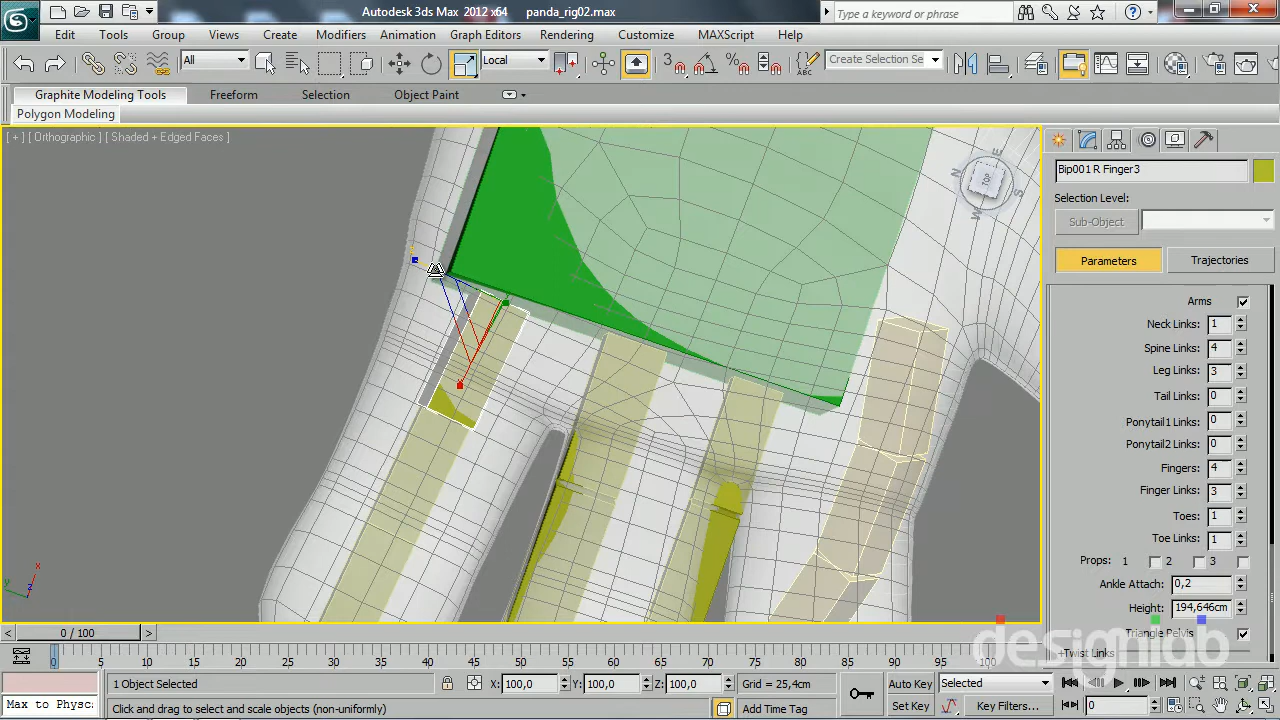 Autodesk 3ds Max 2012 x64 panda_rig02.max
Type a keyword or phrase
Edit Tools Group Views Create Modifiers Animation Graph Editors Rendering Customize MAXScript Help
All
Local
3
Create Selection Se
Graphite Modeling Tools Freeform Selection Object Paint
Polygon Modeling
[ + ] [ Orthographic ] [ Shaded + Edged Faces ]
TOP
N
E
S
Bip001 R Finger3
Selection Level:
Sub-Object
Parameters Trajectories
Arms
Neck Links: 1
Spine Links: 4
Leg Links: 3
Tail Links: 0
Ponytail1 Links: 0
Ponytail2 Links: 0
Fingers: 4
Finger Links: 3
Toes: 1
Toe Links: 1
Props: 1 2 3
Ankle Attach: 0,2
Height: 194,646cm
Triangle Pelvis
+Twist Links
designlab
x
y
z
< 0 / 100 >
0 5 10 15 20 25 30 35 40 45 50 55 60 65 70 75 80 85 90 95 100
1 Object Selected X: 100,0 Y: 100,0 Z: 100,0 Grid = 25,4cm Auto Key Selected
Max to Physc Click and drag to select and scale objects (non-uniformly) Add Time Tag Set Key Key Filters... 0